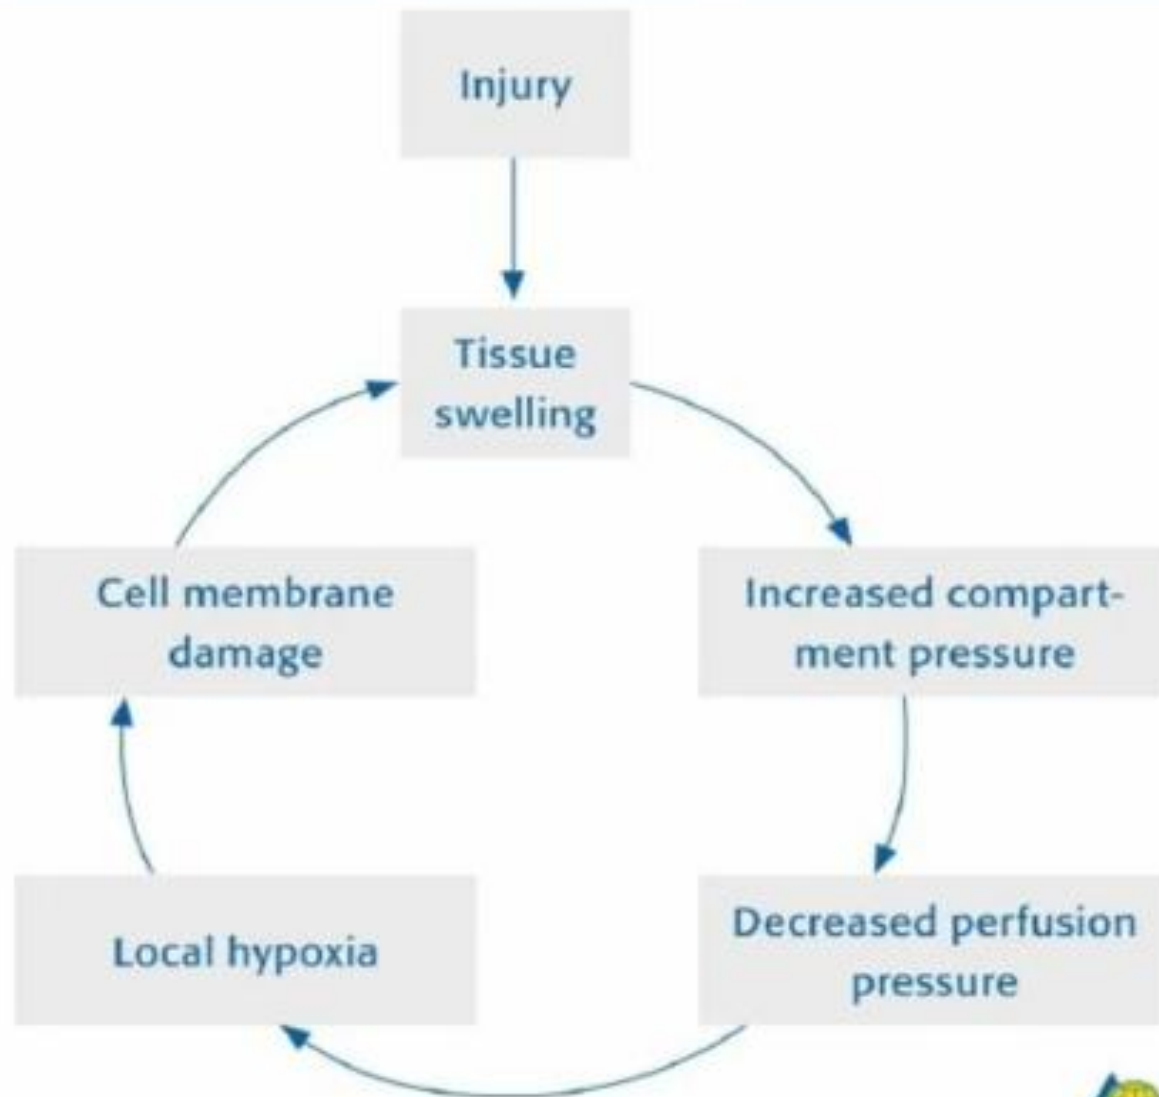 Injury
Tissue
swelling
Cell membrane
damage
Increased compart-
ment pressure
Local hypoxia
Decreased perfusion
pressure